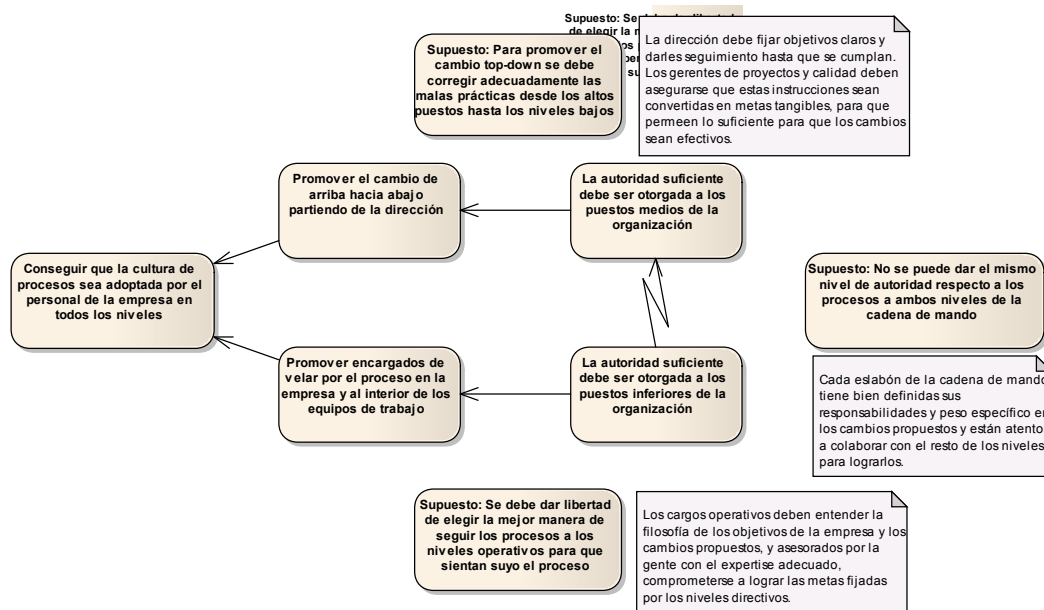 Supuesto: Se
de elegir la m
os
per
su
Supuesto: Para promover el
cambio top-down se debe
corregir adecuadamente las
malas prácticas desde los altos
puestos hasta los niveles bajos
La dirección debe fijar objetivos claros y
darles seguimiento hasta que se cumplan.
Los gerentes de proyectos y calidad deben
asegurarse que estas instrucciones sean
convertidas en metas tangibles, para que
permeen lo suficiente para que los cambios
sean efectivos.
Promover el cambio de
arriba hacia abajo
partiendo de la dirección
La autoridad suficiente
debe ser otorgada a los
puestos medios de la
organización
Conseguir que la cultura de
procesos sea adoptada por el
personal de la empresa en
todos los niveles
Supuesto: No se puede dar el mismo
nivel de autoridad respecto a los
procesos a ambos niveles de la
cadena de mando
Promover encargados de
velar por el proceso en la
empresa y al interior de los
equipos de trabajo
La autoridad suficiente
debe ser otorgada a los
puestos inferiores de la
organización
Cada eslabón de la cadena de mando
tiene bien definidas sus
responsabilidades y peso específico en
los cambios propuestos y están atento
a colaborar con el resto de los niveles
para lograrlos.
Supuesto: Se debe dar libertad
de elegir la mejor manera de
seguir los procesos a los
niveles operativos para que
sientan suyo el proceso
Los cargos operativos deben entender la
filosofía de los objetivos de la empresa y los
cambios propuestos, y asesorados por la
gente con el expertise adecuado,
comprometerse a lograr las metas fijadas
por los niveles directivos.